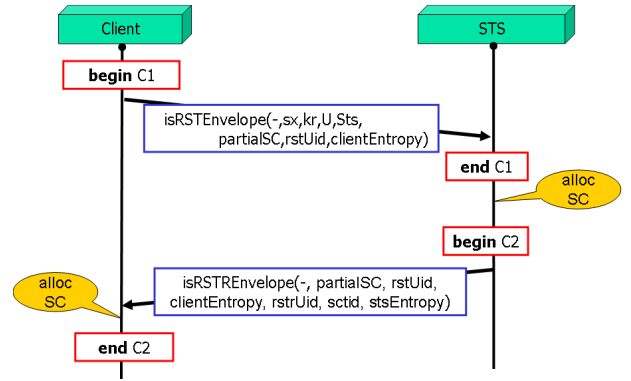 Client
STS
begin C1
isRSTEnvelope(-,sx,kr,U,Sts,
partialSC,rstUid,clientEntropy)
end C1
alloc
SC
begin C2
isRSTREnvelope(-, partialSC, rstUid,
clientEntropy, rstrUid, sctid, stsEntropy)
alloc
SC
end C2